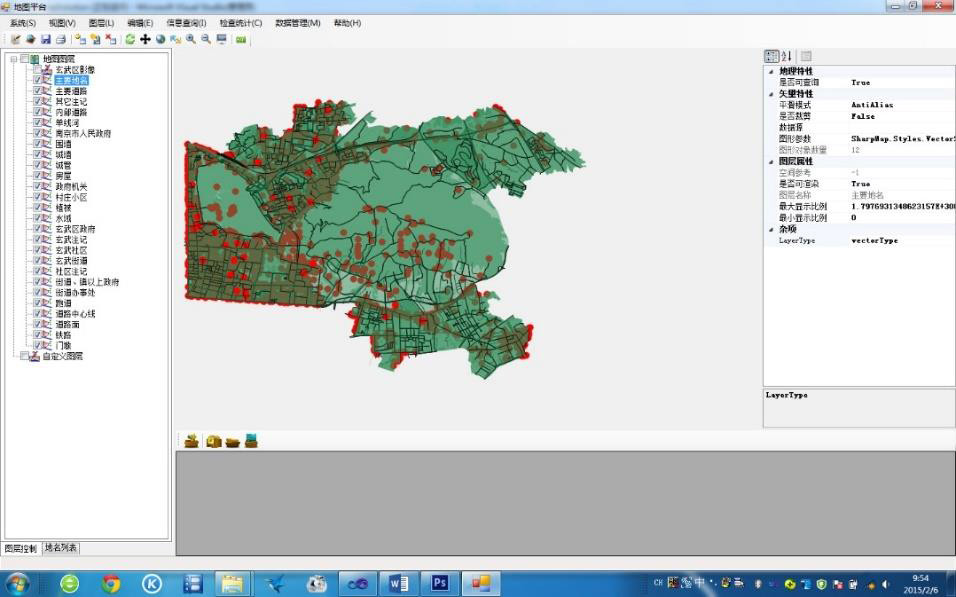 地图平台
系统(S) 视图(V) 图层(L) 编辑(E) 信息查询(I) 检查统计(C) 数据管理(M) 帮助(H)
地图图层
玄武区影像
主要地名
主要道路
其它注记
内部道路
单线河
南京市人民政府
围墙
城墙
城管
房屋
政府机关
村庄小区
植被
水域
玄武区政府
玄武注记
玄武社区
玄武街道
社区注记
街道、镇以上政府
街道办事处
跑道
道路中心线
道路面
铁路
门墩
自定义图层
图层控制 地名列表
地理特性
是否可查询 True
矢量特性
平滑模式 AntiAlias
是否裁剪 False
数据源
图形参数 SharpMap.Styles.VectorS
图形对象数量 12
图层属性
空间参考 -1
是否可渲染 True
图层名称 主要地名
最大显示比例 1.7976931348623157E+308
最小显示比例 0
杂项
LayerType vectorType
LayerType
CH 中
9:54
2015/2/6